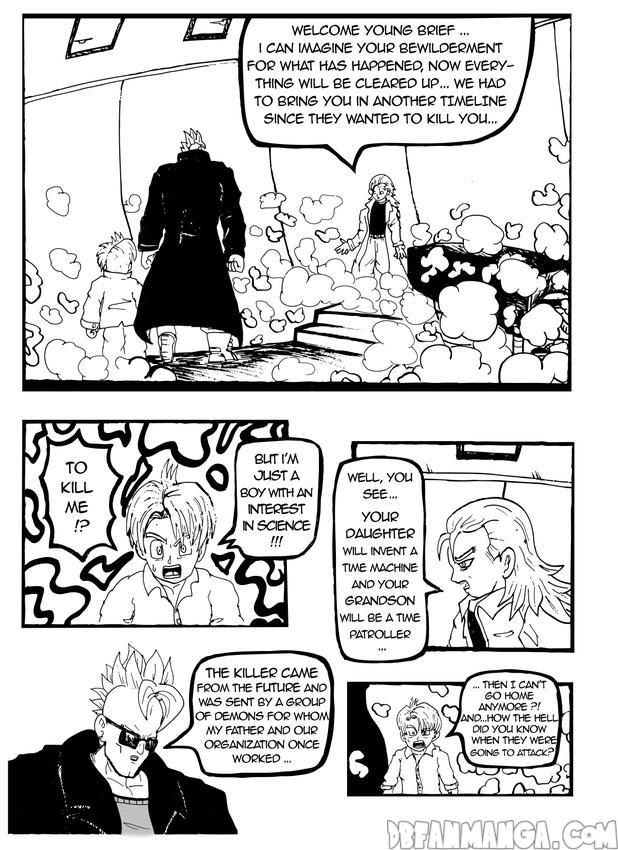 WELCOME YOUNG BRIEF ...
I CAN IMAGINE YOUR BEWILDERMENT
FOR WHAT HAS HAPPENED, NOW EVERY-
THING WILL BE CLEARED UP... WE HAD
TO BRING YOU IN ANOTHER TIMELINE
SINCE THEY WANTED TO KILL YOU...
TO
KILL
ME !?
BUT I'M
JUST A
BOY WITH AN
INTEREST
IN SCIENCE
!!!
WELL, YOU
SEE...
YOUR
DAUGHTER
WILL INVENT A
TIME MACHINE
AND YOUR
GRANDSON
WILL BE A TIME
PATROLLER
...
THE KILLER CAME
FROM THE FUTURE AND
WAS SENT BY A GROUP
OF DEMONS FOR WHOM
MY FATHER AND OUR
ORGANIZATION ONCE
WORKED ...
... THEN I CAN'T
GO HOME
ANYMORE ?!
AND...HOW THE HELL
DID YOU KNOW
WHEN THEY WERE
GOING TO ATTACK?
DBFANMANGA.COM